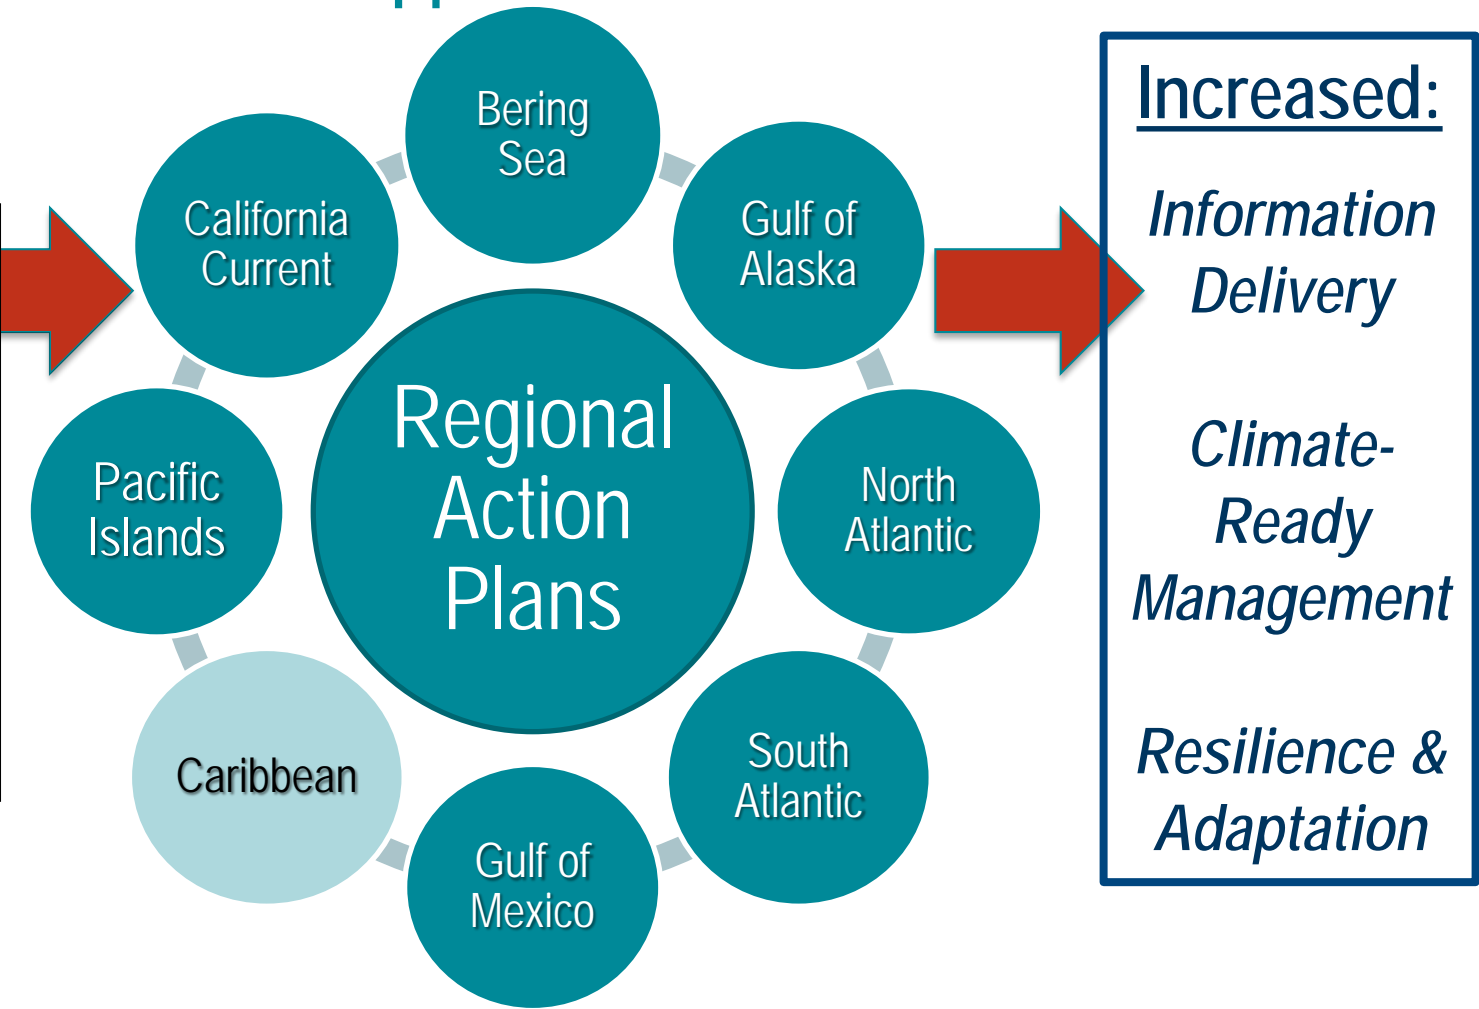 Bering
Sea
California
Current
Gulf of
Alaska
Pacific
Islands
Regional
Action
Plans
North
Atlantic
Caribbean
South
Atlantic
Gulf of
Mexico
Increased:
Information
Delivery
Climate-
Ready
Management
Resilience &
Adaptation